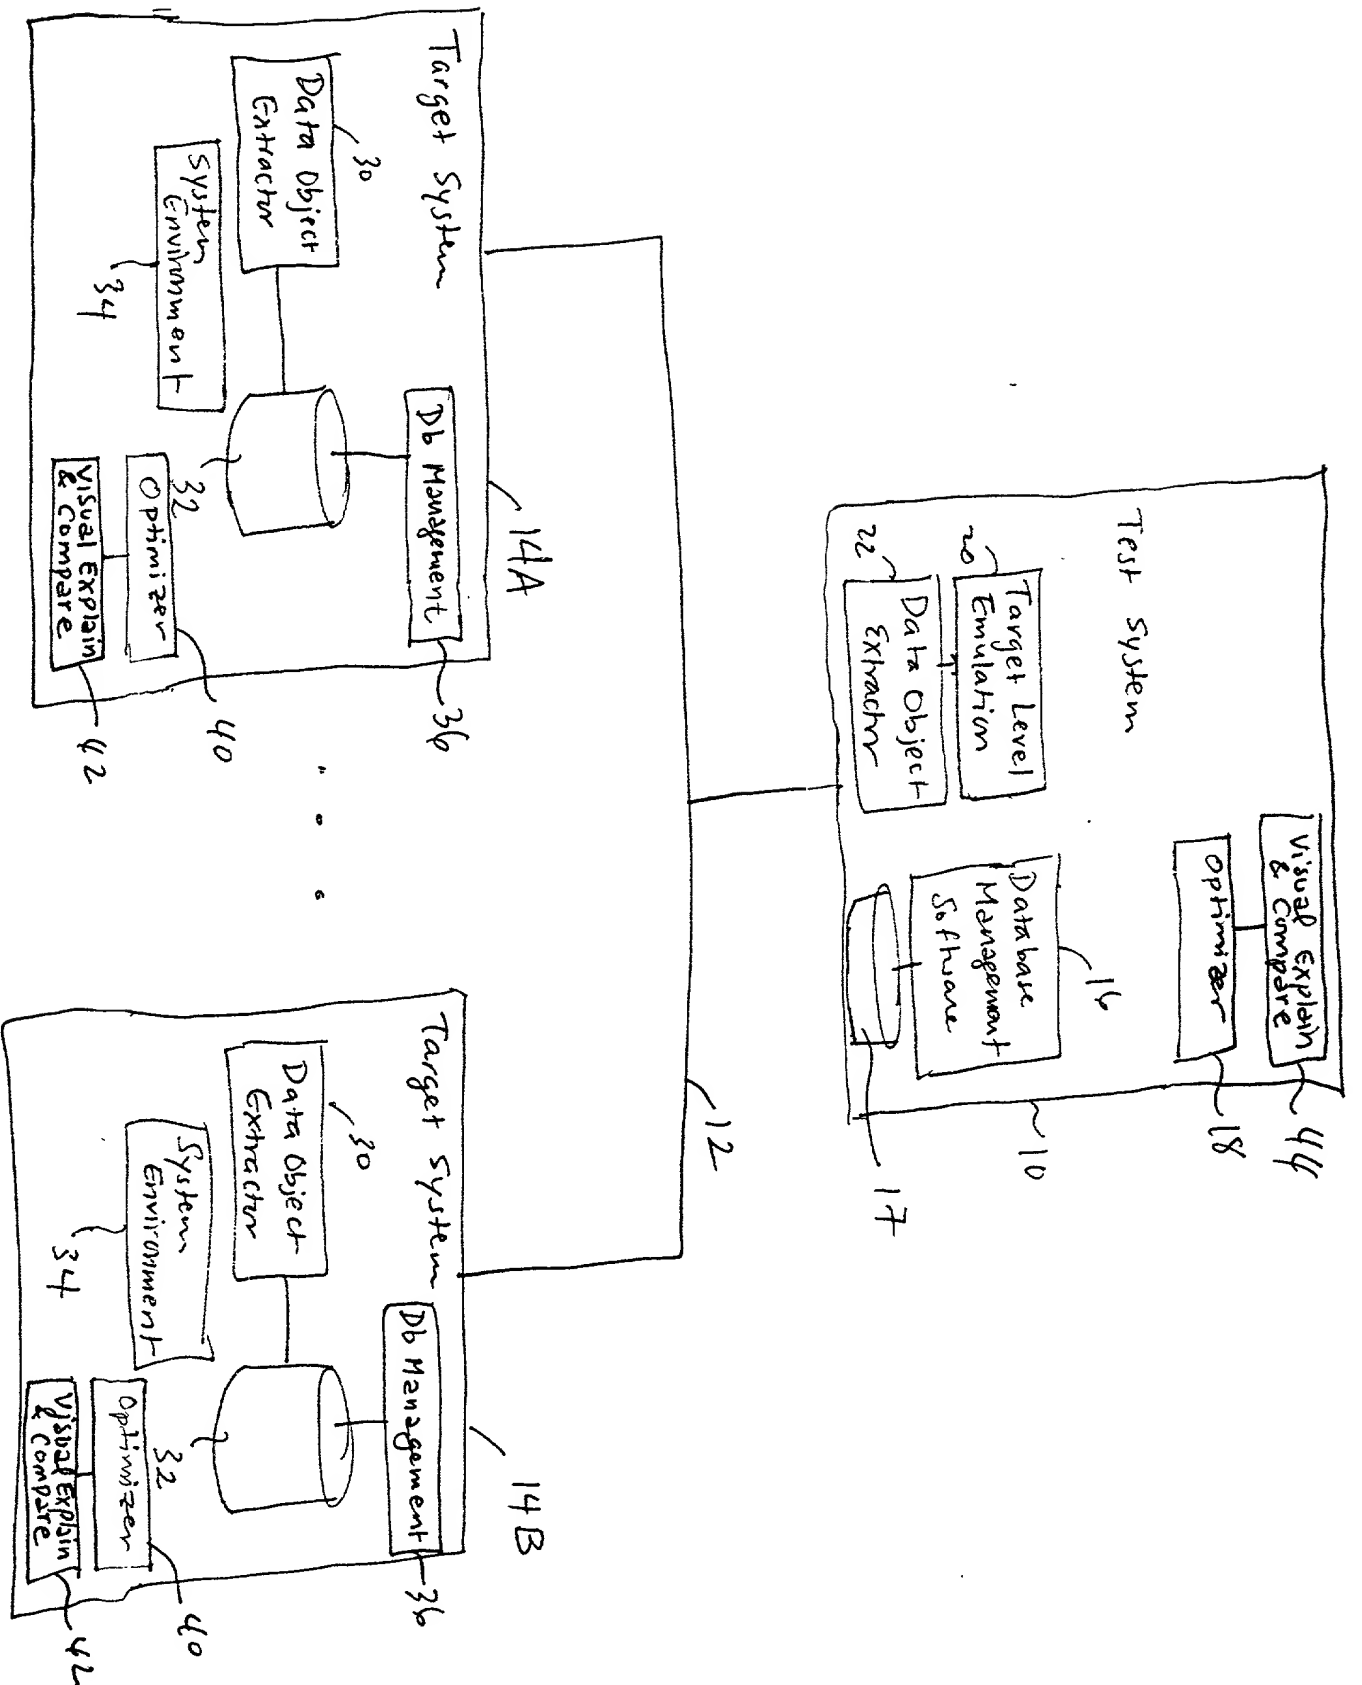 Test System
Visual Explain
& Compare
44
Optimizer
18
Target Level
Emulation
20
Data Object
Extractor
22
Database
Management
Software
16
10
17
12
Target System
14A
Db Management
36
Data Object
Extractor
30
32
System
Environment
34
Optimizer
40
Visual Explain
& Compare
42
Target System
14B
Db Management
36
Data Object
Extractor
30
32
System
Environment
34
Optimizer
40
Visual Explain
& Compare
42